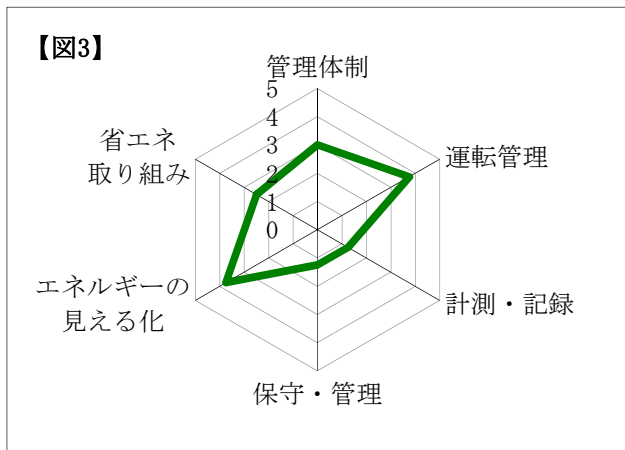 【図3】
管理体制
5
4
3
2
1
0
運転管理
計測・記録
保守・管理
エネルギーの
見える化
省エネ
取り組み